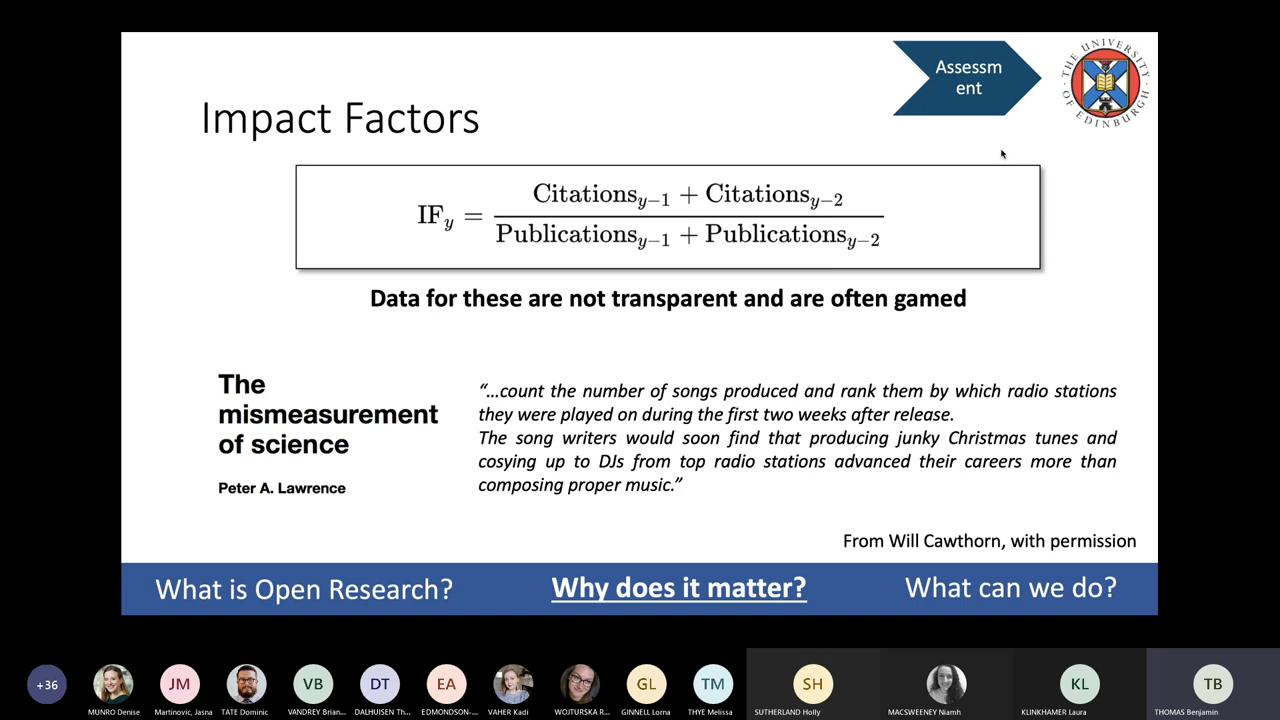 Assessm
ent
THE UNIVERSITY OF EDINBURGH
Impact Factors
IF_y = (Citations_{y−1} + Citations_{y−2}) / (Publications_{y−1} + Publications_{y−2})
Data for these are not transparent and are often gamed
The
mismeasurement
of science
Peter A. Lawrence
“…count the number of songs produced and rank them by which radio stations
they were played on during the first two weeks after release.
The song writers would soon find that producing junky Christmas tunes and
cosying up to DJs from top radio stations advanced their careers more than
composing proper music.”
From Will Cawthorn, with permission
What is Open Research? Why does it matter? What can we do?
+36 JM VB DT EA GL TM SH KL TB
MUNRO Denise Martinovic, Jasna TATE Dominic VANDREY Brian... DALHUISEN Th... EDMONDSON-... VAHER Kadi WOJTURSKA R... GINNELL Lorna THYE Melissa SUTHERLAND Holly MACSWEENEY Niamh KLINKHAMER Laura THOMAS Benjamin